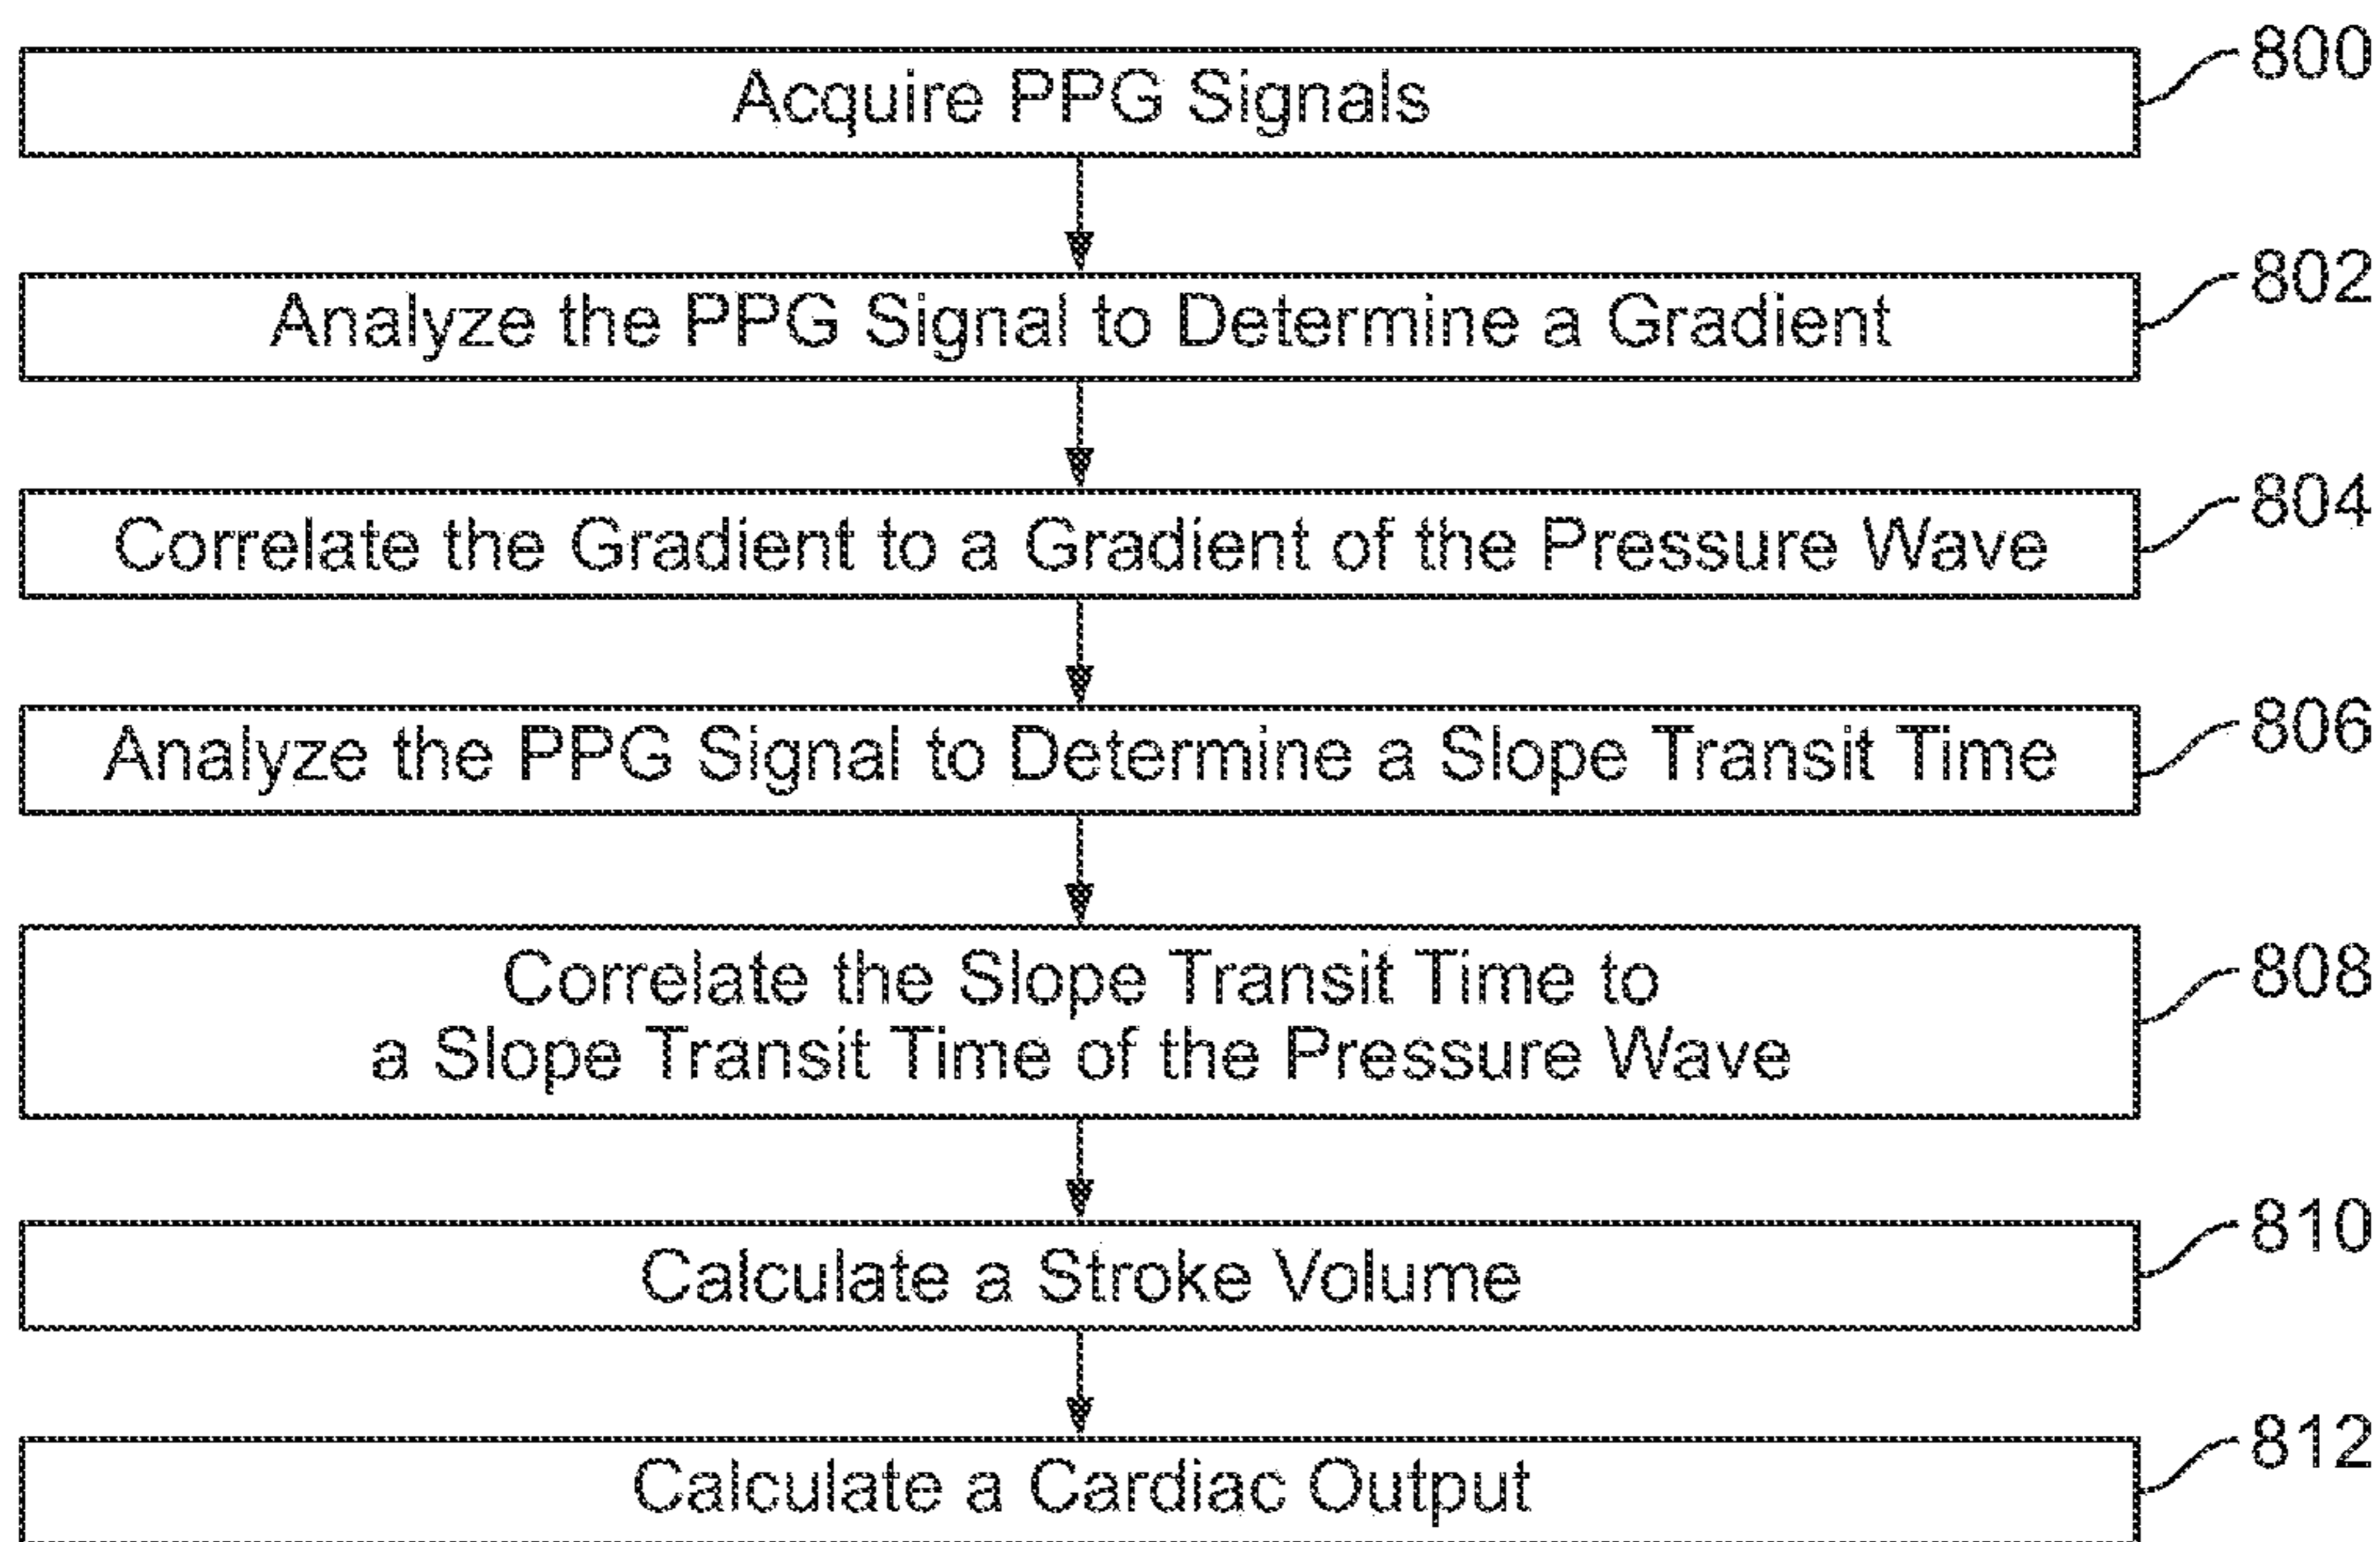 Acquire PPG Signals
800
Analyze the PPG Signal to Determine a Gradient
802
Correlate the Gradient to a Gradient of the Pressure Wave
804
Analyze the PPG Signal to Determine a Slope Transit Time
806
Correlate the Slope Transit Time to
a Slope Transit Time of the Pressure Wave
808
Calculate a Stroke Volume
810
Calculate a Cardiac Output
812